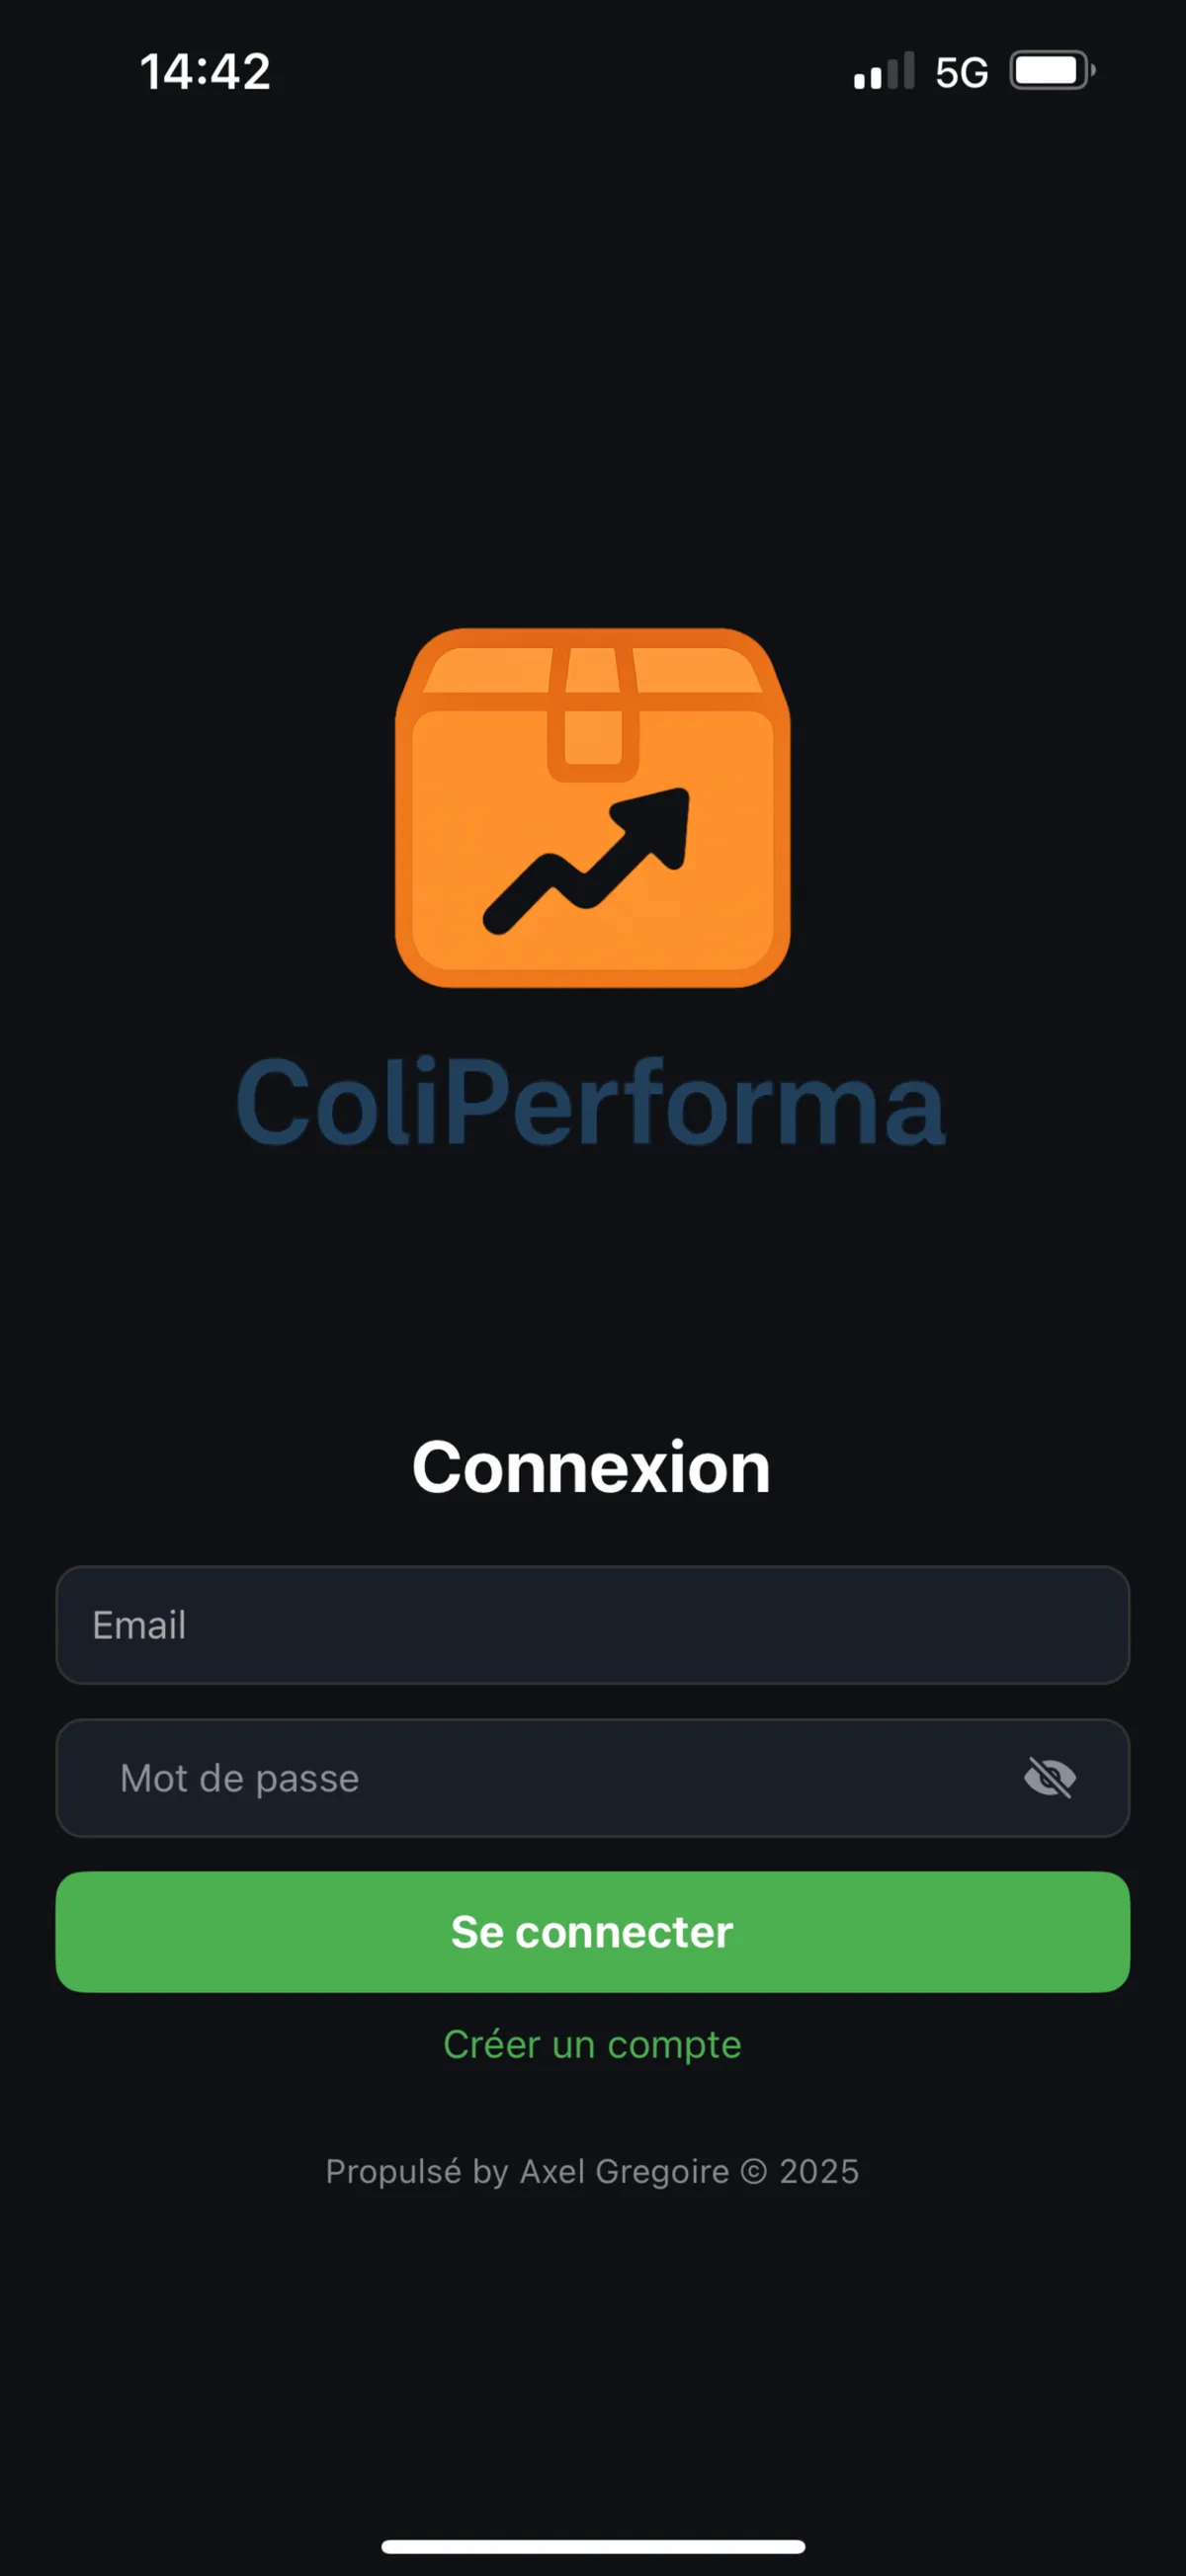 14:42 5G
ColiPerforma
Connexion
Email
Mot de passe
Se connecter
Créer un compte
Propulsé by Axel Gregoire © 2025